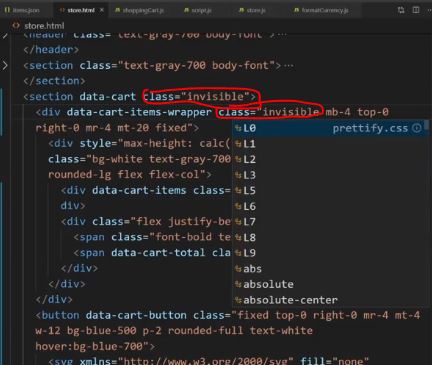 items.json store.html shoppingCart.js script.js store.js formatCurrency.js
store.html
<header class="text-gray-700 body-font">
</header>
<section class="text-gray-700 body-font">…
</section>
<section data-cart class="invisible">
<div data-cart-items-wrapper class="invisible mb-4 top-0
right-0 mr-4 mt-20 fixed">
L0 prettify.css
<div style="max-height: calc(
L1
class="bg-white text-gray-700
L2
rounded-lg flex flex-col">
L3
<div data-cart-items class=
L5
div>
L6
<div class="flex justify-be
L7
<span class="font-bold te
L8
<span data-cart-total cla
L9
</div>
abs
</div>
absolute
</div>
absolute-center
<button data-cart-button class="fixed top-0 right-0 mr-4 mt-4
w-12 bg-blue-500 p-2 rounded-full text-white
hover:bg-blue-700">
<svg xmlns="http://www.w3.org/2000/svg" fill="none"